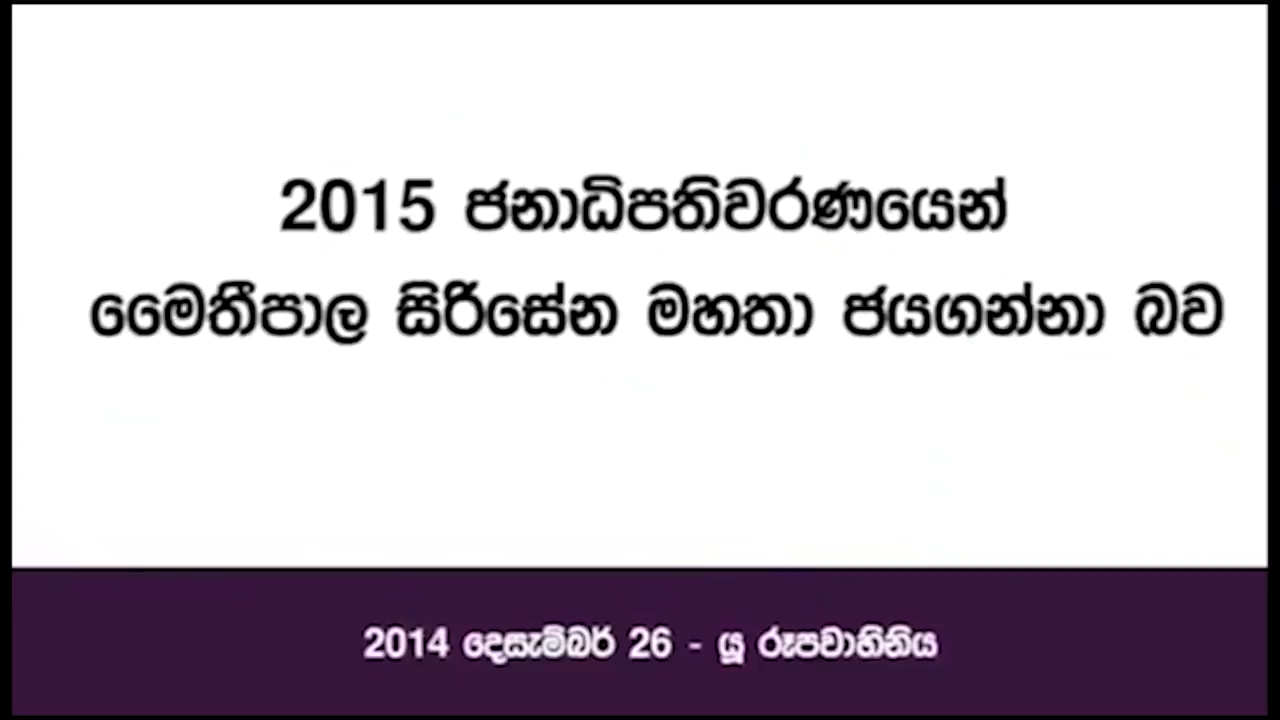 2015 ජනාධිපතිවරණයෙන්
මෛතීපාල සිරිසේන මහතා ජයගන්නා බව
2014 දෙසැම්බර් 26 - යූ රූපවාහිනිය